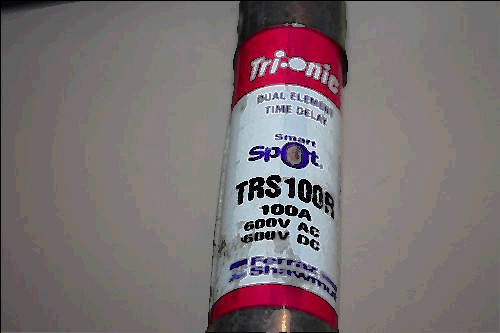 Tri-onic
DUAL ELEMENT
TIME DELAY
Smart
Spot
TRS100R
100A
600V AC
600V DC
Ferraz
Shawmut